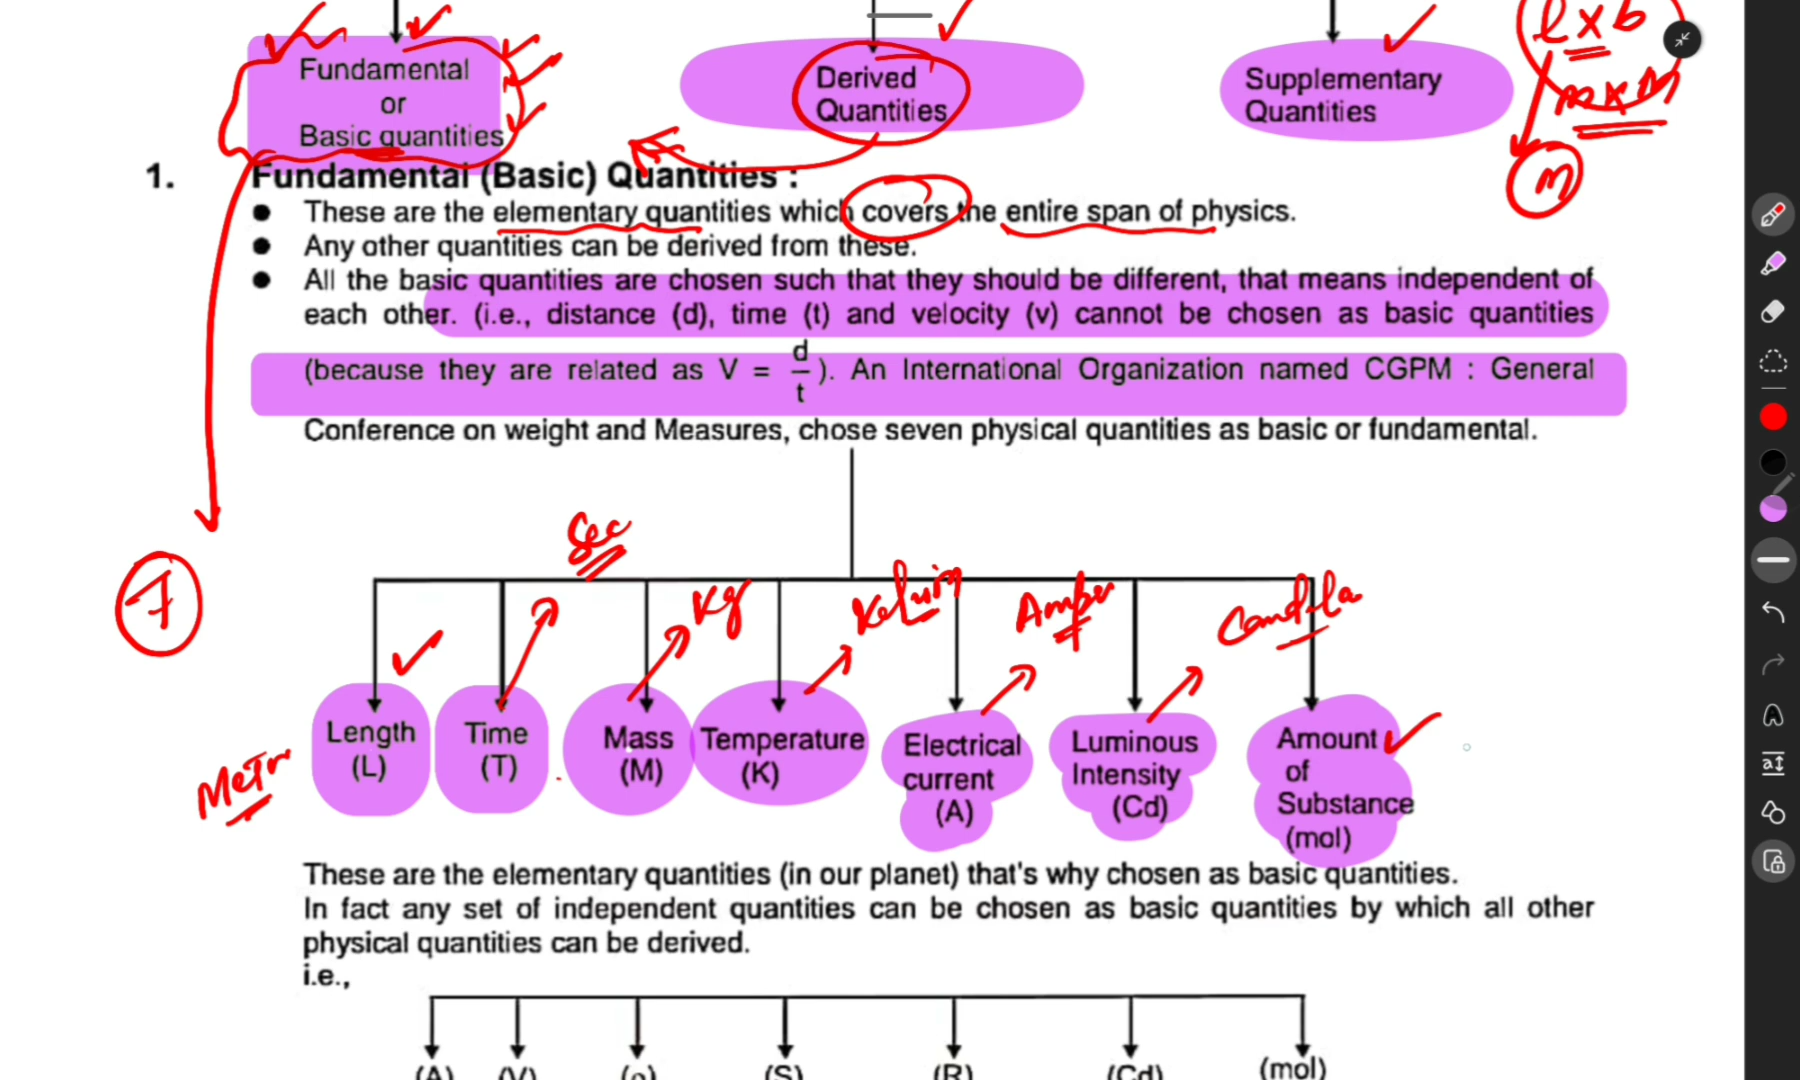 Fundamental
or
Basic quantities
Derived
Quantities
Supplementary
Quantities
l x b
m x m
m
1. Fundamental (Basic) Quantities :
● These are the elementary quantities which covers the entire span of physics.
● Any other quantities can be derived from these.
● All the basic quantities are chosen such that they should be different, that means independent of
each other. (i.e., distance (d), time (t) and velocity (v) cannot be chosen as basic quantities
(because they are related as V = d/t ). An International Organization named CGPM : General
Conference on weight and Measures, chose seven physical quantities as basic or fundamental.
7
Sec
Kg
Kelvin
Candela
Metr
Length
(L)
Time
(T)
Mass
(M)
Temperature
(K)
Electrical
current
(A)
Luminous
Intensity
(Cd)
Amount
of
Substance
(mol)
These are the elementary quantities (in our planet) that's why chosen as basic quantities.
In fact any set of independent quantities can be chosen as basic quantities by which all other
physical quantities can be derived.
i.e.,
(A) (V) (S) (R) (Cd) (mol)